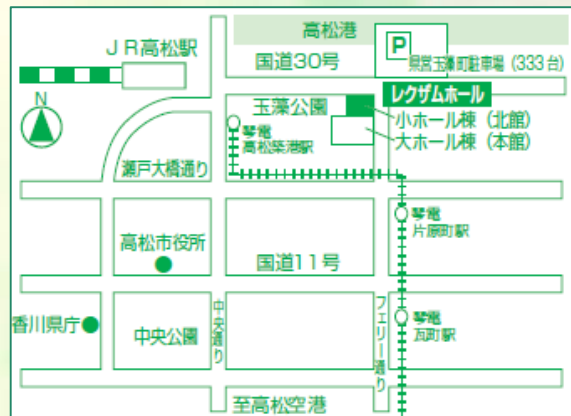 高松港
JR高松駅
国道30号
P
県営玉藻町駐車場(333台)
N
玉藻公園
レクザムホール
小ホール棟(北館)
大ホール棟(本館)
琴電
高松築港駅
瀬戸大橋通り
琴電
片原町駅
高松市役所
国道11号
香川県庁
中央公園
中央通り
フェリー通り
琴電
瓦町駅
至高松空港